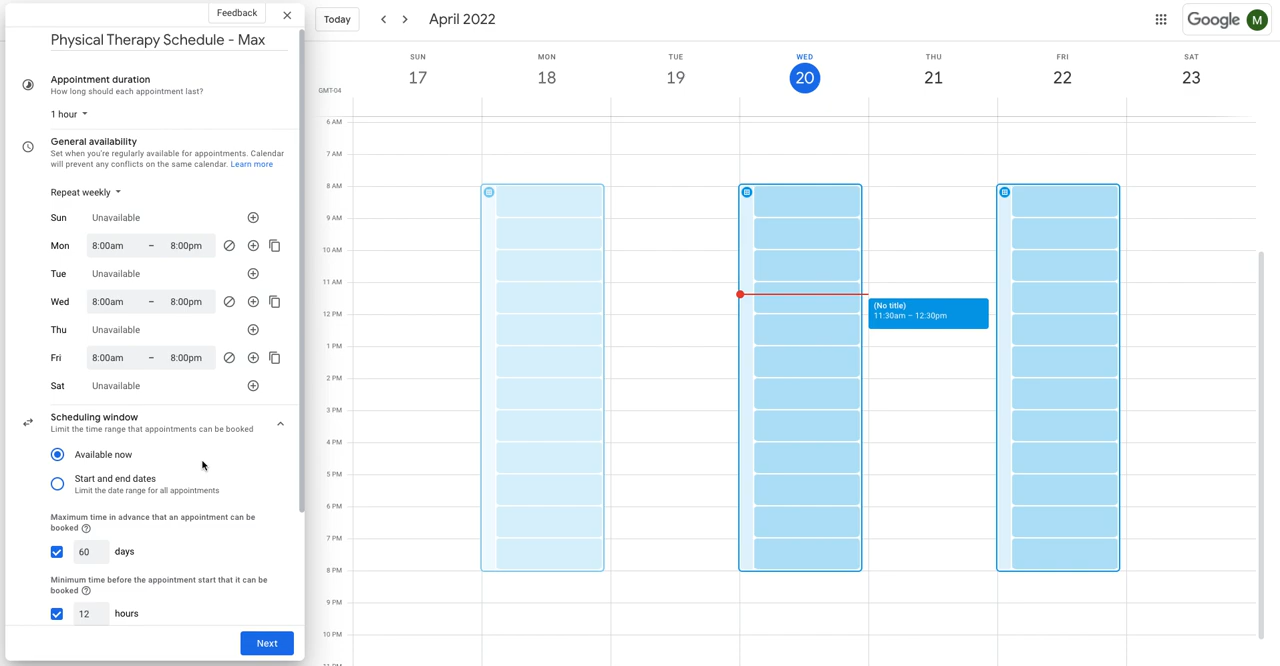 Feedback
Physical Therapy Schedule - Max
Appointment duration
How long should each appointment last?
1 hour
General availability
Set when you're regularly available for appointments. Calendar
will prevent any conflicts on the same calendar. Learn more
Repeat weekly
Sun Unavailable
Mon 8:00am – 8:00pm
Tue Unavailable
Wed 8:00am – 8:00pm
Thu Unavailable
Fri 8:00am – 8:00pm
Sat Unavailable
Scheduling window
Limit the time range that appointments can be booked
Available now
Start and end dates
Limit the date range for all appointments
Maximum time in advance that an appointment can be
booked
60 days
Minimum time before the appointment start that it can be
booked
12 hours
Next
Today April 2022
Google M
SUN MON TUE WED THU FRI SAT
17 18 19 20 21 22 23
GMT-04
6 AM
7 AM
8 AM
9 AM
10 AM
11 AM
12 PM
1 PM
2 PM
3 PM
4 PM
5 PM
6 PM
7 PM
8 PM
9 PM
10 PM
11 PM
(No title)
11:30am – 12:30pm